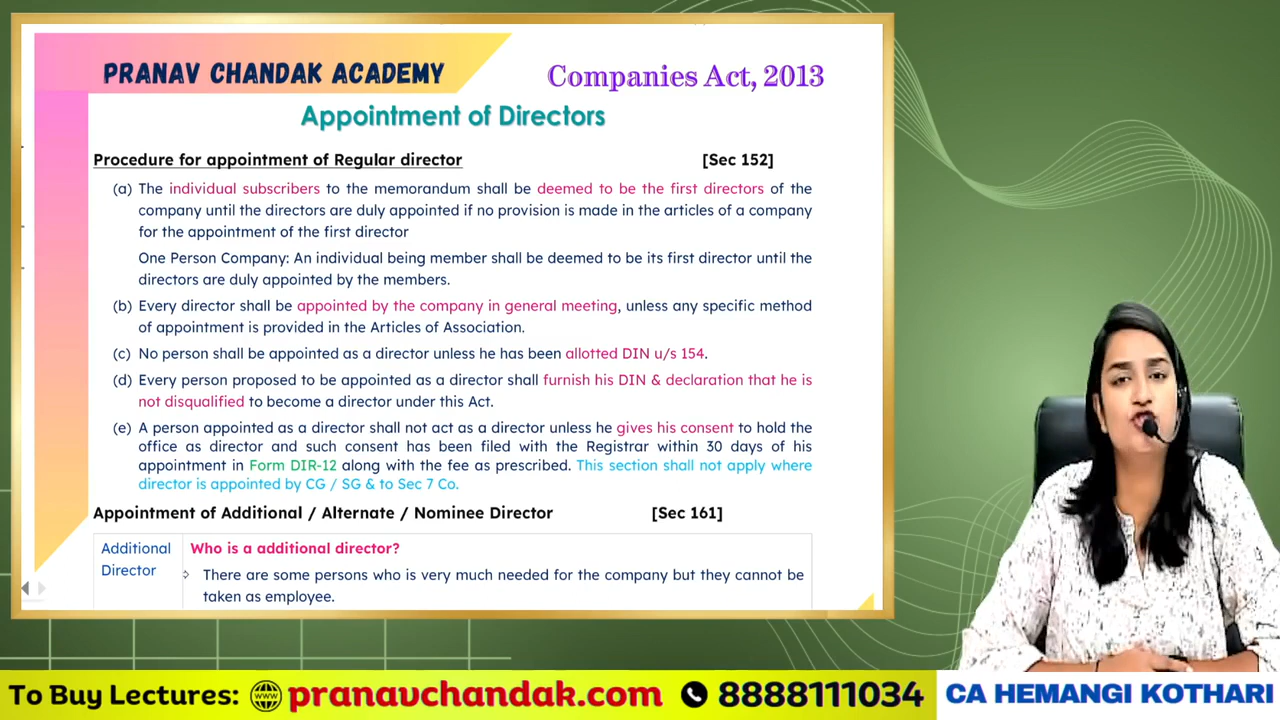 PRANAV CHANDAK ACADEMY
Companies Act, 2013
Appointment of Directors
Procedure for appointment of Regular director [Sec 152]
(a) The individual subscribers to the memorandum shall be deemed to be the first directors of the
company until the directors are duly appointed if no provision is made in the articles of a company
for the appointment of the first director
One Person Company: An individual being member shall be deemed to be its first director until the
directors are duly appointed by the members.
(b) Every director shall be appointed by the company in general meeting, unless any specific method
of appointment is provided in the Articles of Association.
(c) No person shall be appointed as a director unless he has been allotted DIN u/s 154.
(d) Every person proposed to be appointed as a director shall furnish his DIN & declaration that he is
not disqualified to become a director under this Act.
(e) A person appointed as a director shall not act as a director unless he gives his consent to hold the
office as director and such consent has been filed with the Registrar within 30 days of his
appointment in Form DIR-12 along with the fee as prescribed. This section shall not apply where
director is appointed by CG / SG & to Sec 7 Co.
Appointment of Additional / Alternate / Nominee Director [Sec 161]
Additional
Director
Who is a additional director?
There are some persons who is very much needed for the company but they cannot be
taken as employee.
To Buy Lectures: pranavchandak.com 8888111034 CA HEMANGI KOTHARI